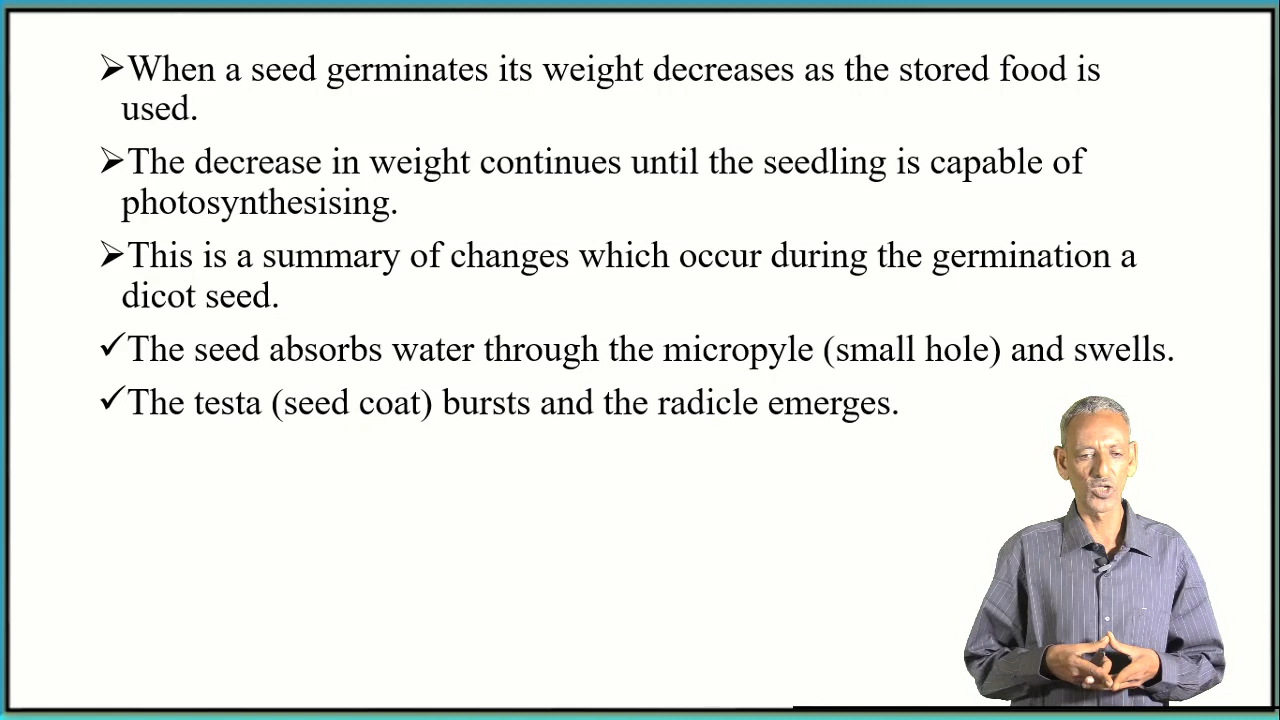 ➢When a seed germinates its weight decreases as the stored food is
used.
➢The decrease in weight continues until the seedling is capable of
photosynthesising.
➢This is a summary of changes which occur during the germination a
dicot seed.
✓The seed absorbs water through the micropyle (small hole) and swells.
✓The testa (seed coat) bursts and the radicle emerges.